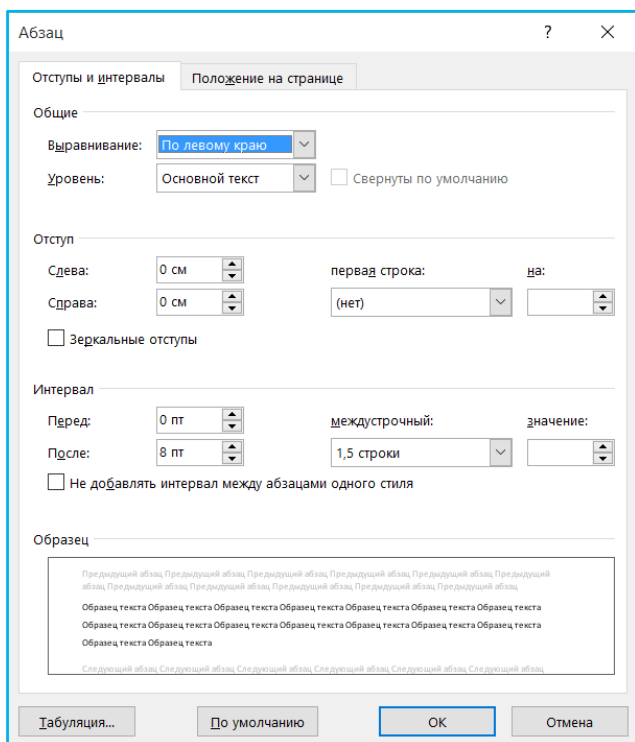 Абзац ?
Отступы и интервалы Положение на странице
Общие
Выравнивание: По левому краю
Уровень: Основной текст Свернуты по умолчанию
Отступ
Слева: 0 см первая строка: на:
Справа: 0 см (нет)
Зеркальные отступы
Интервал
Перед: 0 пт междустрочный: значение:
После: 8 пт 1,5 строки
Не добавлять интервал между абзацами одного стиля
Образец
Предыдущий абзац Предыдущий абзац Предыдущий абзац Предыдущий абзац Предыдущий абзац Предыдущий
абзац Предыдущий абзац Предыдущий абзац Предыдущий абзац Предыдущий абзац Предыдущий абзац
Образец текста Образец текста Образец текста Образец текста Образец текста Образец текста Образец текста
Образец текста Образец текста Образец текста Образец текста Образец текста Образец текста Образец текста
Образец текста Образец текста
Следующий абзац Следующий абзац Следующий абзац Следующий абзац Следующий абзац Следующий абзац
Табуляция... По умолчанию ОК Отмена